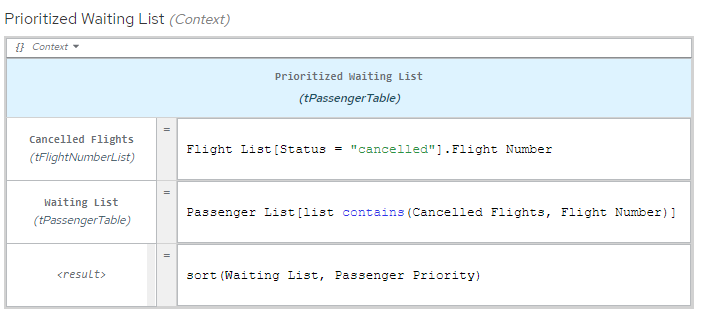 Prioritized Waiting List (Context)
{} Context
Prioritized Waiting List
(tPassengerTable)
Cancelled Flights
(tFlightNumberList)
=
Flight List[Status = "cancelled"].Flight Number
Waiting List
(tPassengerTable)
=
Passenger List[list contains(Cancelled Flights, Flight Number)]
<result>
=
sort(Waiting List, Passenger Priority)